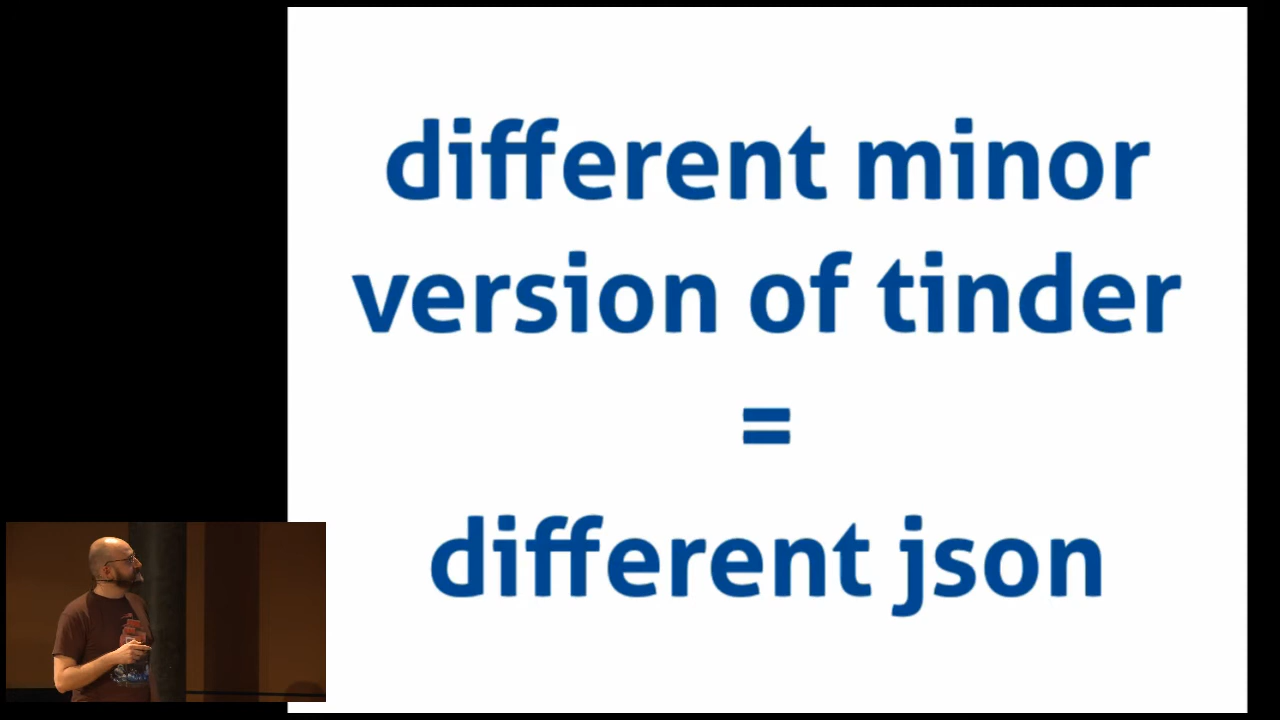 different minor
version of tinder
=
different json